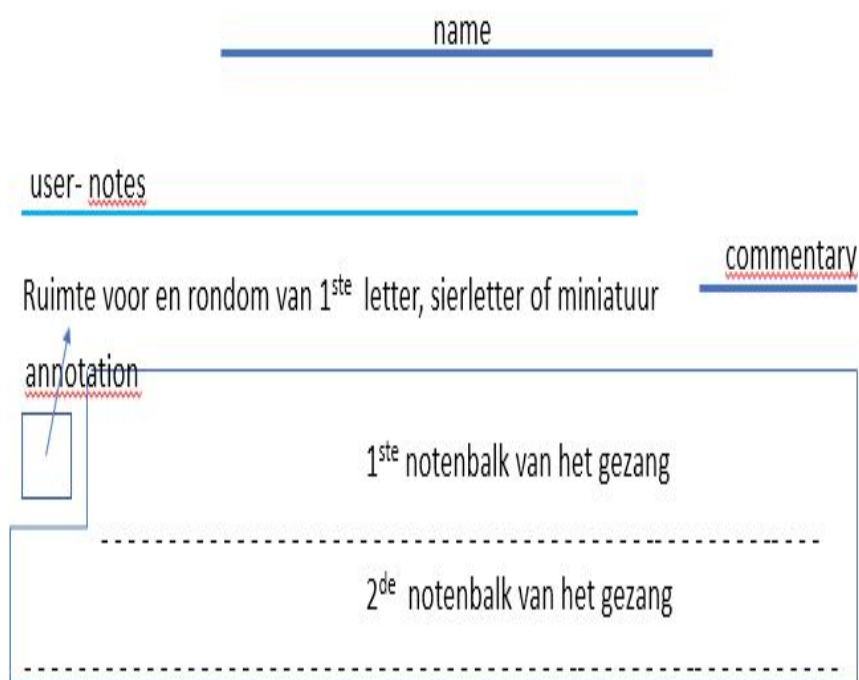 name
user- notes
commentary
Ruimte voor en rondom van 1ste letter, sierletter of miniatuur
annotation
1ste notenbalk van het gezang
2de notenbalk van het gezang